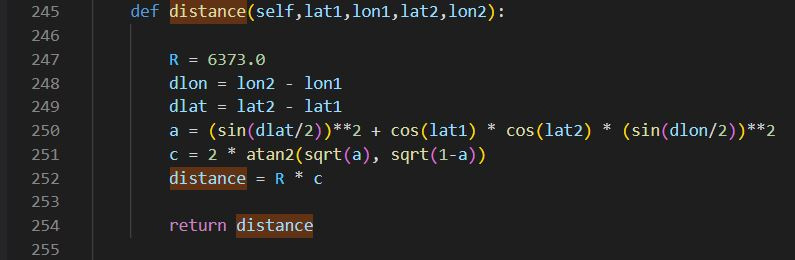 245 def distance(self,lat1,lon1,lat2,lon2):
246
247 R = 6373.0
248 dlon = lon2 - lon1
249 dlat = lat2 - lat1
250 a = (sin(dlat/2))**2 + cos(lat1) * cos(lat2) * (sin(dlon/2))**2
251 c = 2 * atan2(sqrt(a), sqrt(1-a))
252 distance = R * c
253
254 return distance
255